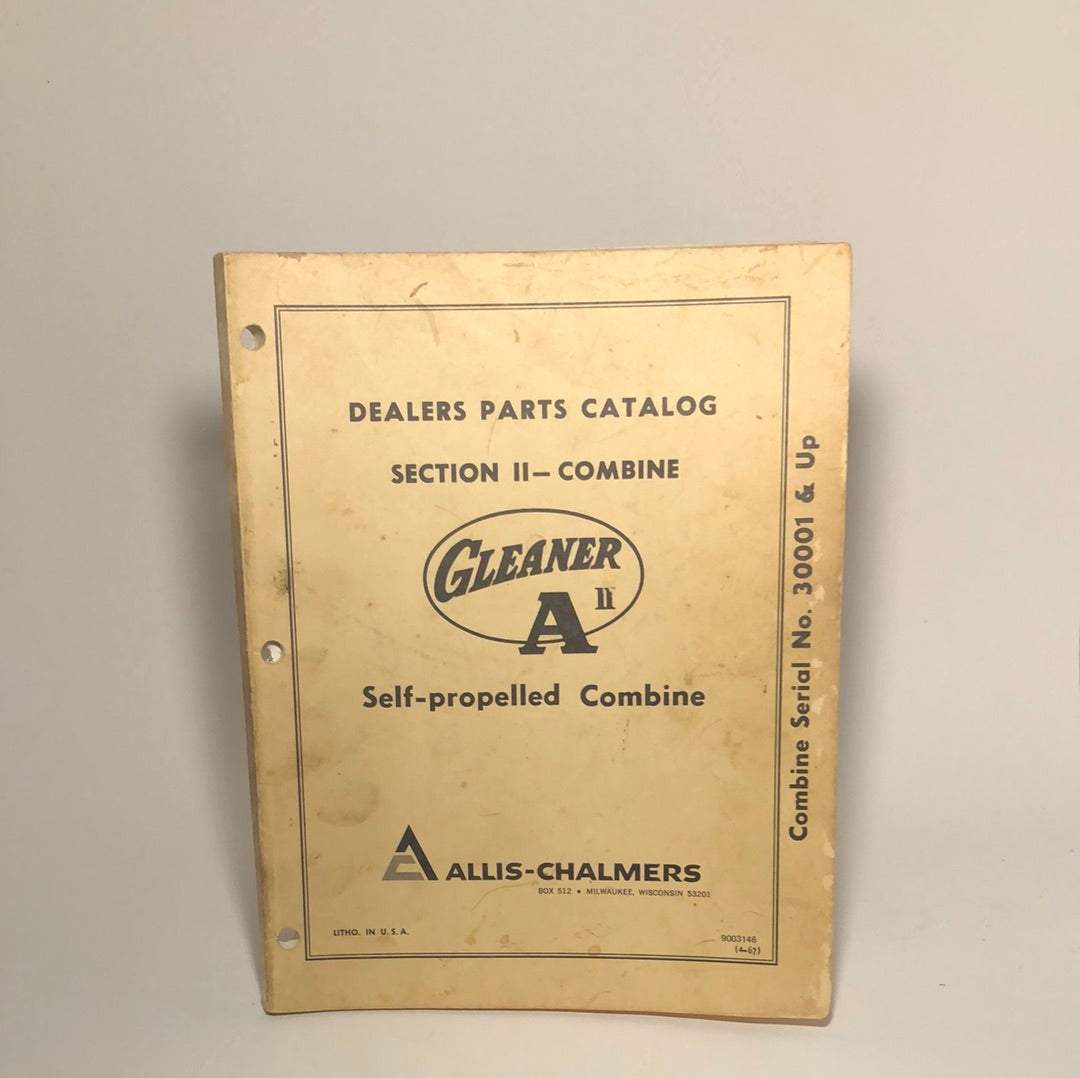 DEALERS PARTS CATALOG
SECTION II—COMBINE
GLEANER
A II
Self-propelled Combine
ALLIS-CHALMERS
BOX 512 • MILWAUKEE, WISCONSIN 53201
LITHO. IN U.S.A.
9003146
(4-67)
Combine Serial No. 30001 & Up